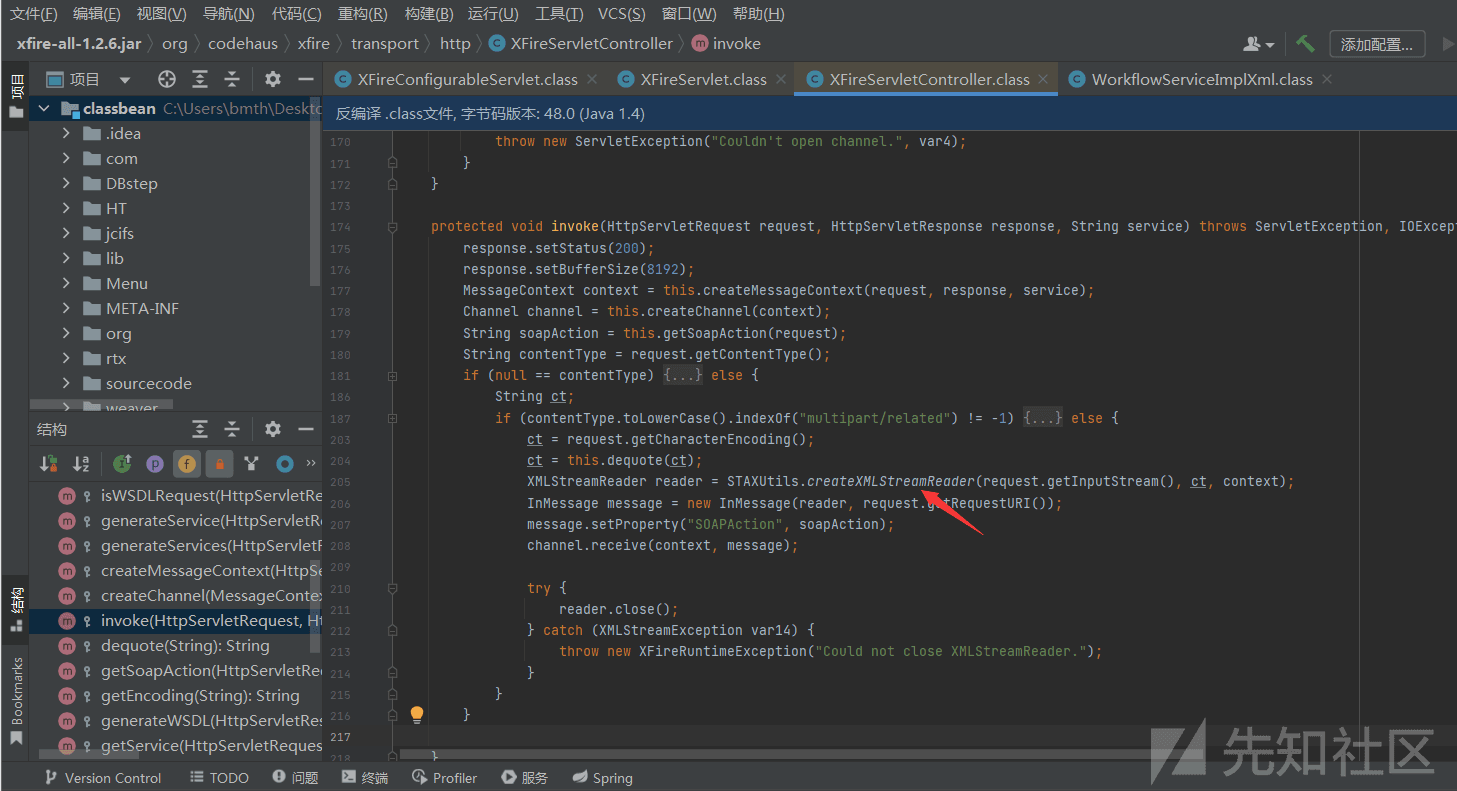 文件(F) 编辑(E) 视图(V) 导航(N) 代码(C) 重构(R) 构建(B) 运行(U) 工具(T) VCS(S) 窗口(W) 帮助(H)
xfire-all-1.2.6.jar org codehaus xfire transport http XFireServletController invoke 添加配置...
项目
项目
XFireConfigurableServlet.class XFireServlet.class XFireServletController.class WorkflowServiceImplXml.class
classbean C:\Users\bmth\Deskto
.idea
com
DBstep
HT
jcifs
lib
Menu
META-INF
org
rtx
sourcecode
weaver
反编译 .class文件, 字节码版本: 48.0 (Java 1.4)
170 throw new ServletException("Couldn't open channel.", var4);
171 }
172 }
173
174 protected void invoke(HttpServletRequest request, HttpServletResponse response, String service) throws ServletException, IOExcept
175 response.setStatus(200);
176 response.setBufferSize(8192);
177 MessageContext context = this.createMessageContext(request, response, service);
178 Channel channel = this.createChannel(context);
179 String soapAction = this.getSoapAction(request);
180 String contentType = request.getContentType();
181 if (null == contentType) {...} else {
186 String ct;
187 if (contentType.toLowerCase().indexOf("multipart/related") != -1) {...} else {
203 ct = request.getCharacterEncoding();
204 ct = this.dequote(ct);
205 XMLStreamReader reader = STAXUtils.createXMLStreamReader(request.getInputStream(), ct, context);
206 InMessage message = new InMessage(reader, request.getRequestURI());
207 message.setProperty("SOAPAction", soapAction);
208 channel.receive(context, message);
209
210 try {
211 reader.close();
212 } catch (XMLStreamException var14) {
213 throw new XFireRuntimeException("Could not close XMLStreamReader.");
214 }
215 }
216 }
217
218 }
结构
isWSDLRequest(HttpServletRe
generateService(HttpServletR
generateServices(HttpServletF
createMessageContext(HttpSe
createChannel(MessageContex
invoke(HttpServletRequest, Ht
dequote(String): String
getSoapAction(HttpServletRec
getEncoding(String): String
generateWSDL(HttpServletRes
getService(HttpServletReques
结构
Bookmarks
Version Control TODO 问题 终端 Profiler 服务 Spring
先知社区